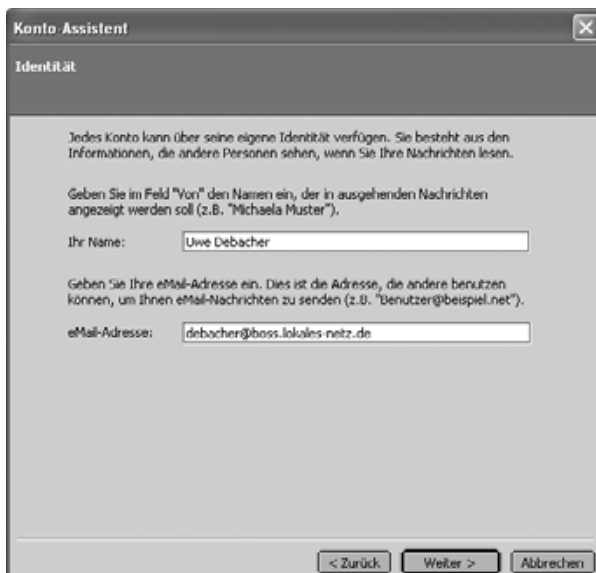 Konto-Assistent
Identität
Jedes Konto kann über seine eigene Identität verfügen. Sie besteht aus den
Informationen, die andere Personen sehen, wenn Sie Ihre Nachrichten lesen.
Geben Sie im Feld "Von" den Namen ein, der in ausgehenden Nachrichten
angezeigt werden soll (z.B. "Michaela Muster").
Ihr Name: Uwe Debacher
Geben Sie Ihre eMail-Adresse ein. Dies ist die Adresse, die andere benutzen
können, um Ihnen eMail-Nachrichten zu senden (z.B. "Benutzer@beispiel.net").
eMail-Adresse: debacher@boss.lokales-netz.de
< Zurück Weiter > Abbrechen